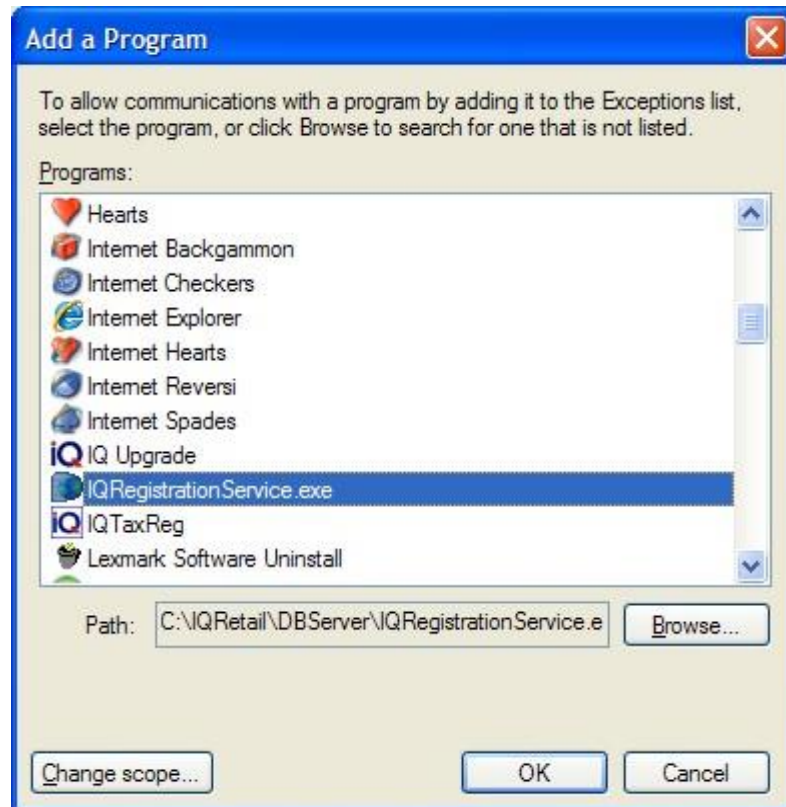 Add a Program
To allow communications with a program by adding it to the Exceptions list,
select the program, or click Browse to search for one that is not listed.
Programs:
Hearts
Internet Backgammon
Internet Checkers
Internet Explorer
Internet Hearts
Internet Reversi
Internet Spades
iQ IQ Upgrade
IQRegistrationService.exe
iQ IQTaxReg
Lexmark Software Uninstall
Path: C:\IQRetail\DBServer\IQRegistrationService.e Browse...
Change scope... OK Cancel